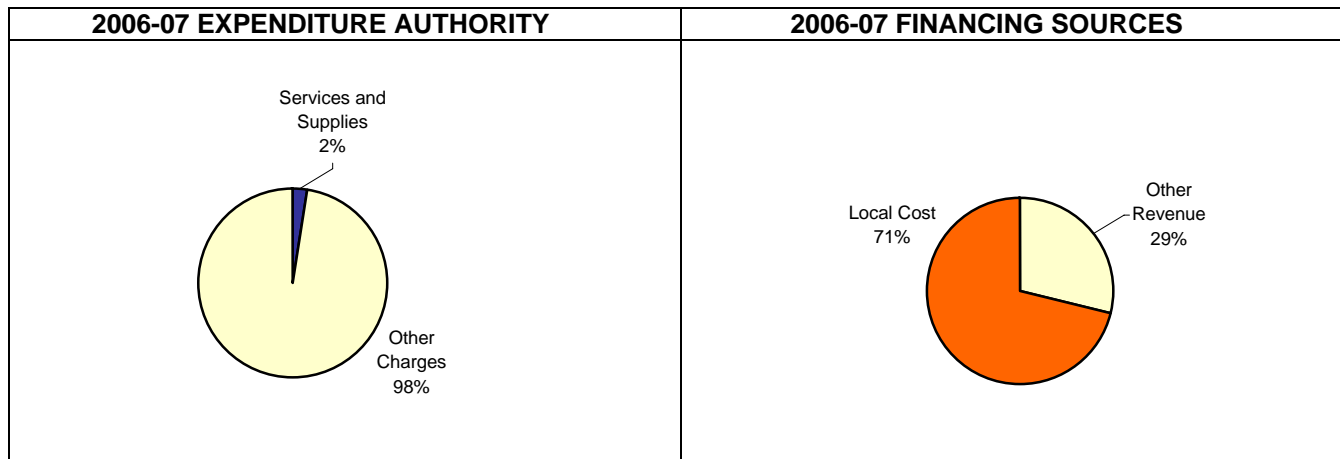 2006-07 EXPENDITURE AUTHORITY
Services and
Supplies
2%
Other
Charges
98%
2006-07 FINANCING SOURCES
Local Cost
71%
Other
Revenue
29%